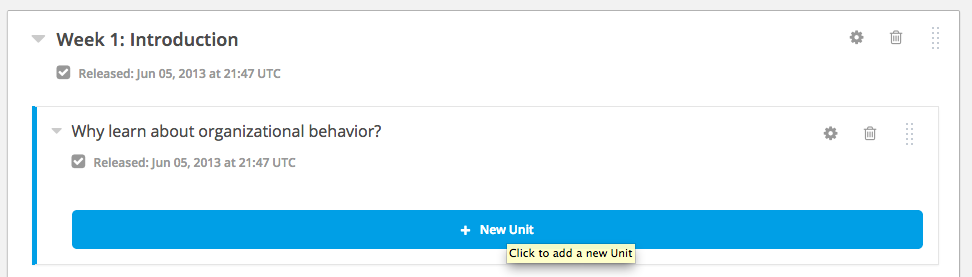 Week 1: Introduction
Released: Jun 05, 2013 at 21:47 UTC
Why learn about organizational behavior?
Released: Jun 05, 2013 at 21:47 UTC
+ New Unit
Click to add a new Unit